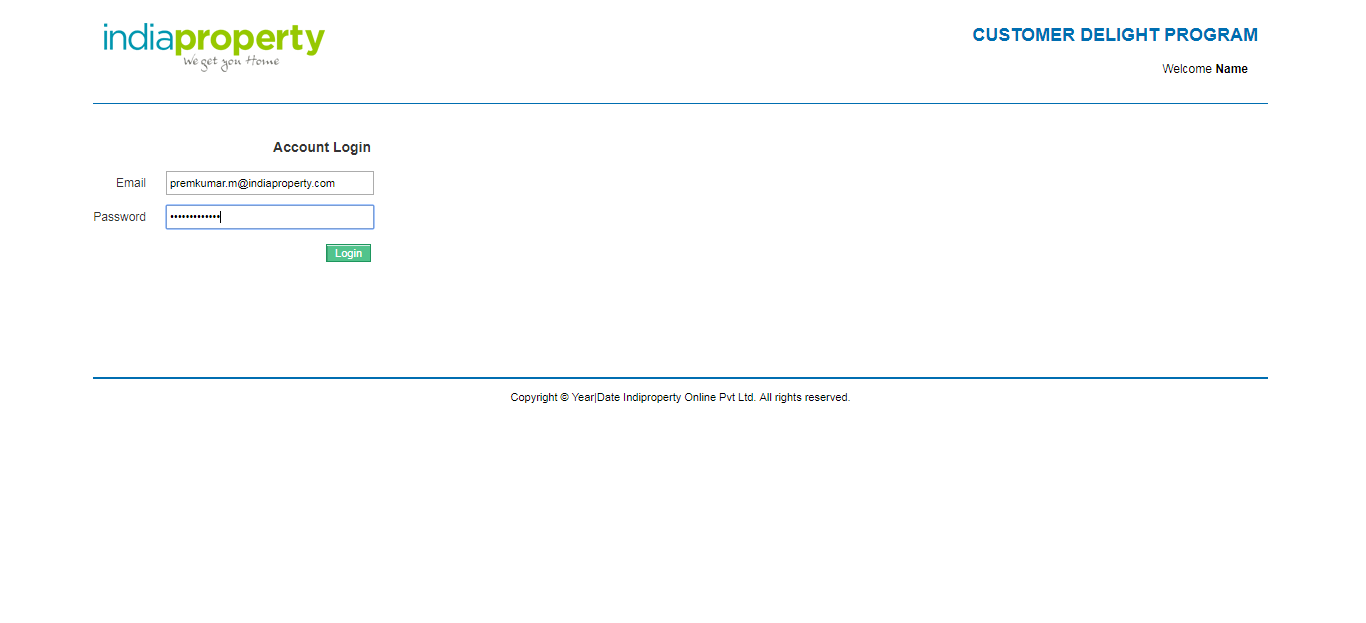 indiaproperty
We get you Home
CUSTOMER DELIGHT PROGRAM
Welcome Name
Account Login
Email premkumar.m@indiaproperty.com
Password •••••••••••••
Login
Copyright © Year|Date Indiproperty Online Pvt Ltd. All rights reserved.